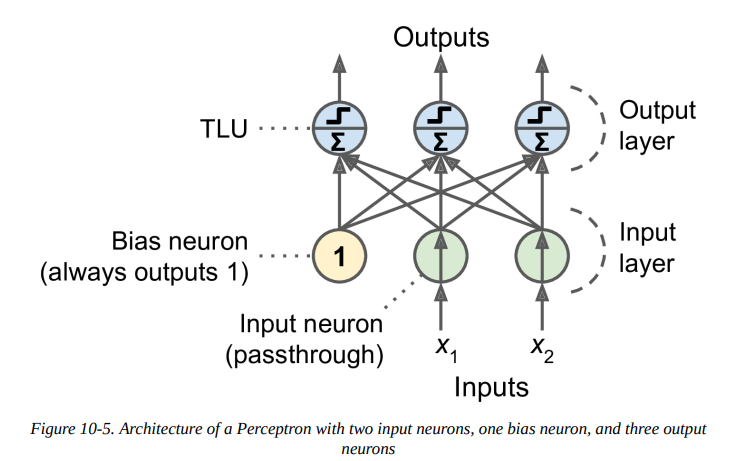 Outputs
TLU
Σ
Σ
Σ
Output
layer
Bias neuron
(always outputs 1)
1
Input
layer
Input neuron
(passthrough)
x1
x2
Inputs
Figure 10-5. Architecture of a Perceptron with two input neurons, one bias neuron, and three output
neurons